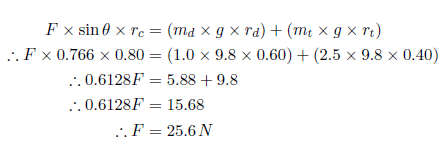 F × sin θ × r_c = (m_d × g × r_d) + (m_t × g × r_t)
∴ F × 0.766 × 0.80 = (1.0 × 9.8 × 0.60) + (2.5 × 9.8 × 0.40)
∴ 0.6128F = 5.88 + 9.8
∴ 0.6128F = 15.68
∴ F = 25.6 N